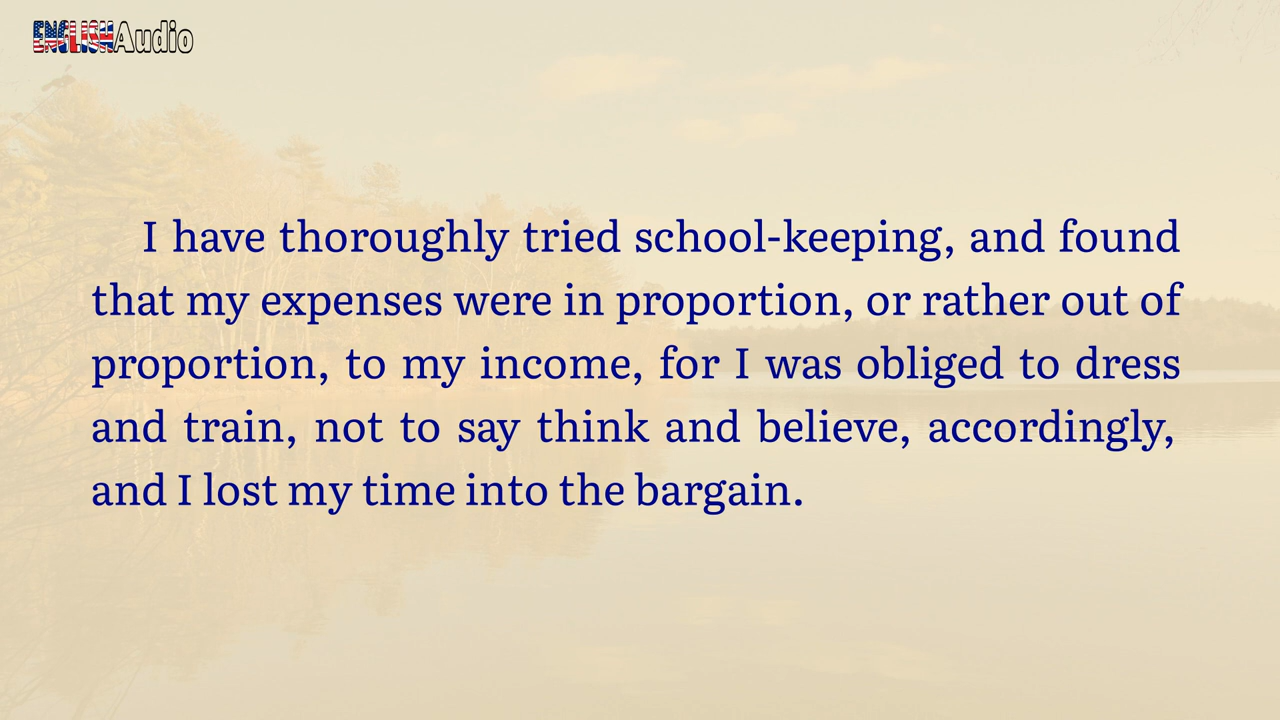 ENGLISHAudio
I have thoroughly tried school-keeping, and found
that my expenses were in proportion, or rather out of
proportion, to my income, for I was obliged to dress
and train, not to say think and believe, accordingly,
and I lost my time into the bargain.